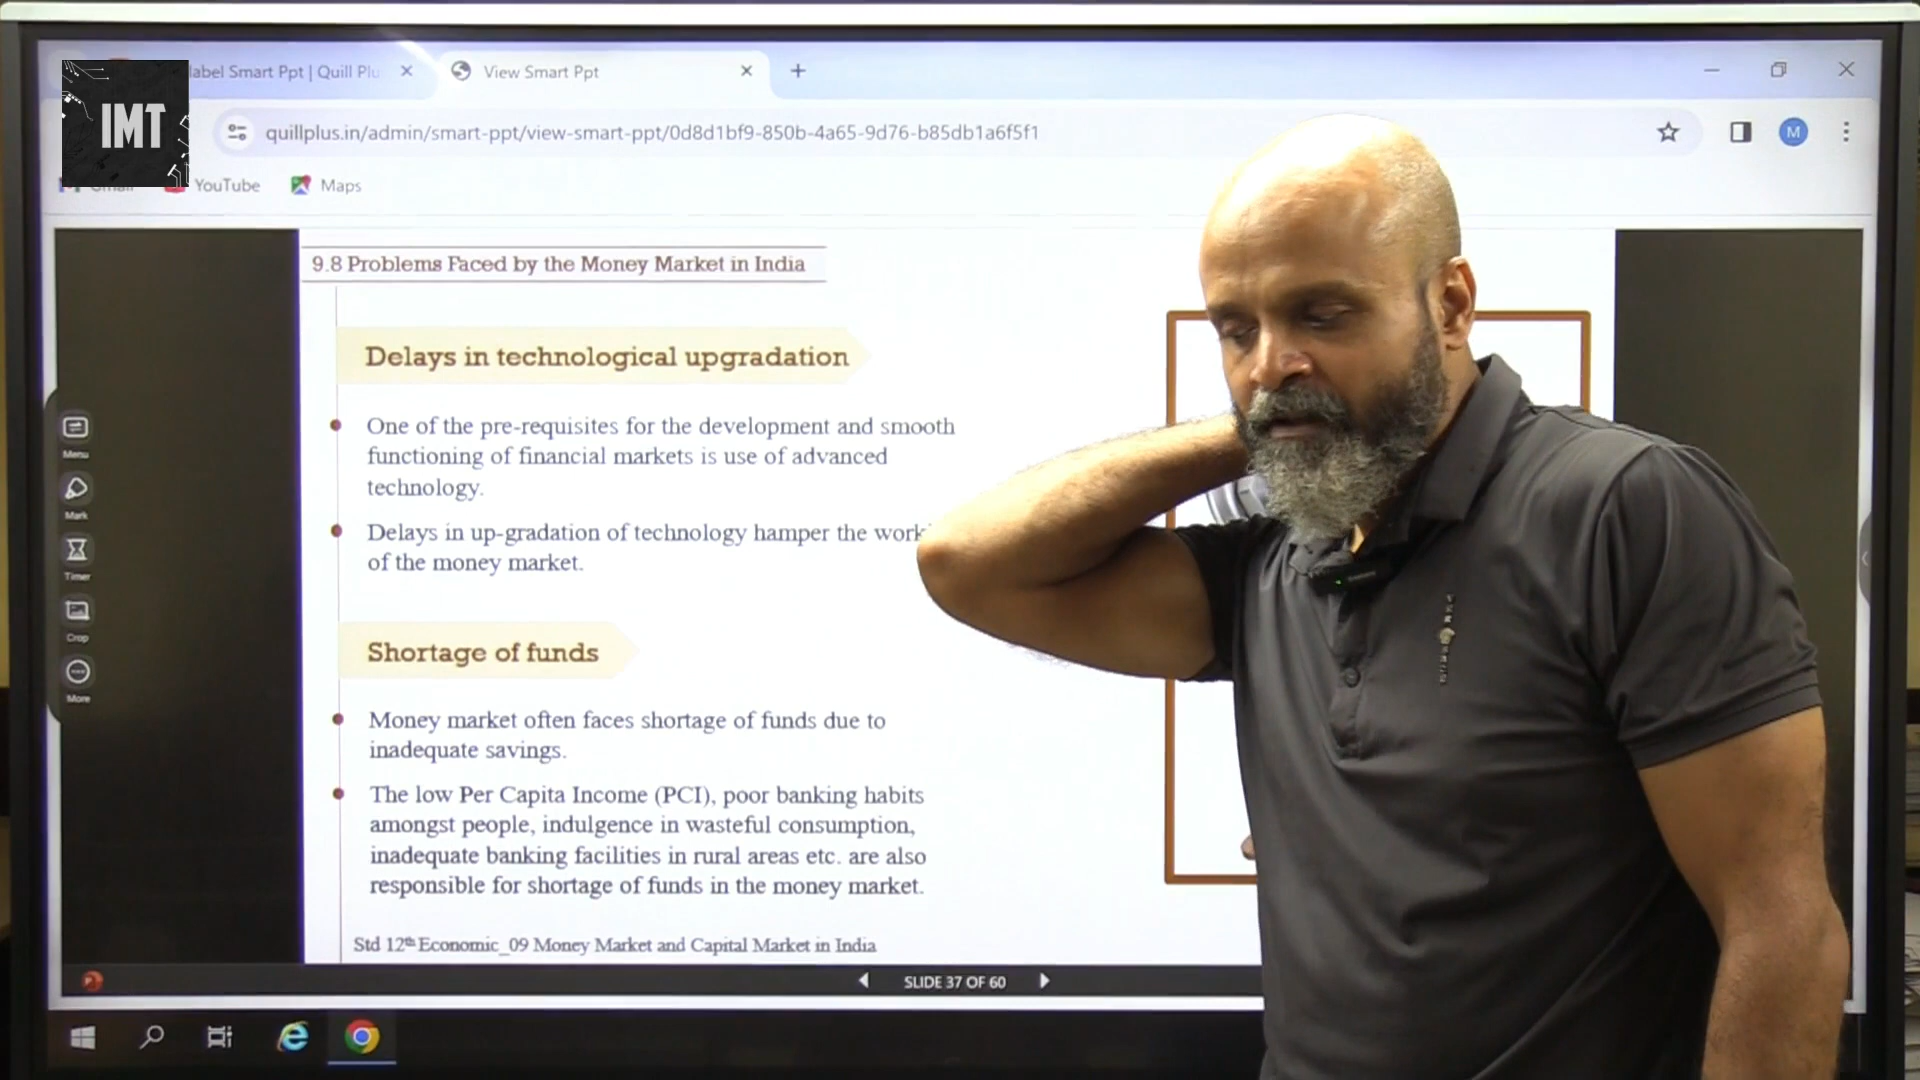 label Smart Ppt | Quill Plu
View Smart Ppt
IMT
quillplus.in/admin/smart-ppt/view-smart-ppt/0d8d1bf9-850b-4a65-9d76-b85db1a6f5f1
M
YouTube
Maps
9.8 Problems Faced by the Money Market in India
Delays in technological upgradation
One of the pre-requisites for the development and smooth
functioning of financial markets is use of advanced
technology.
Delays in up-gradation of technology hamper the work
of the money market.
Shortage of funds
Money market often faces shortage of funds due to
inadequate savings.
The low Per Capita Income (PCI), poor banking habits
amongst people, indulgence in wasteful consumption,
inadequate banking facilities in rural areas etc. are also
responsible for shortage of funds in the money market.
Std 12th Economic_09 Money Market and Capital Market in India
SLIDE 37 OF 60
Menu
Mark
Timer
Crop
More